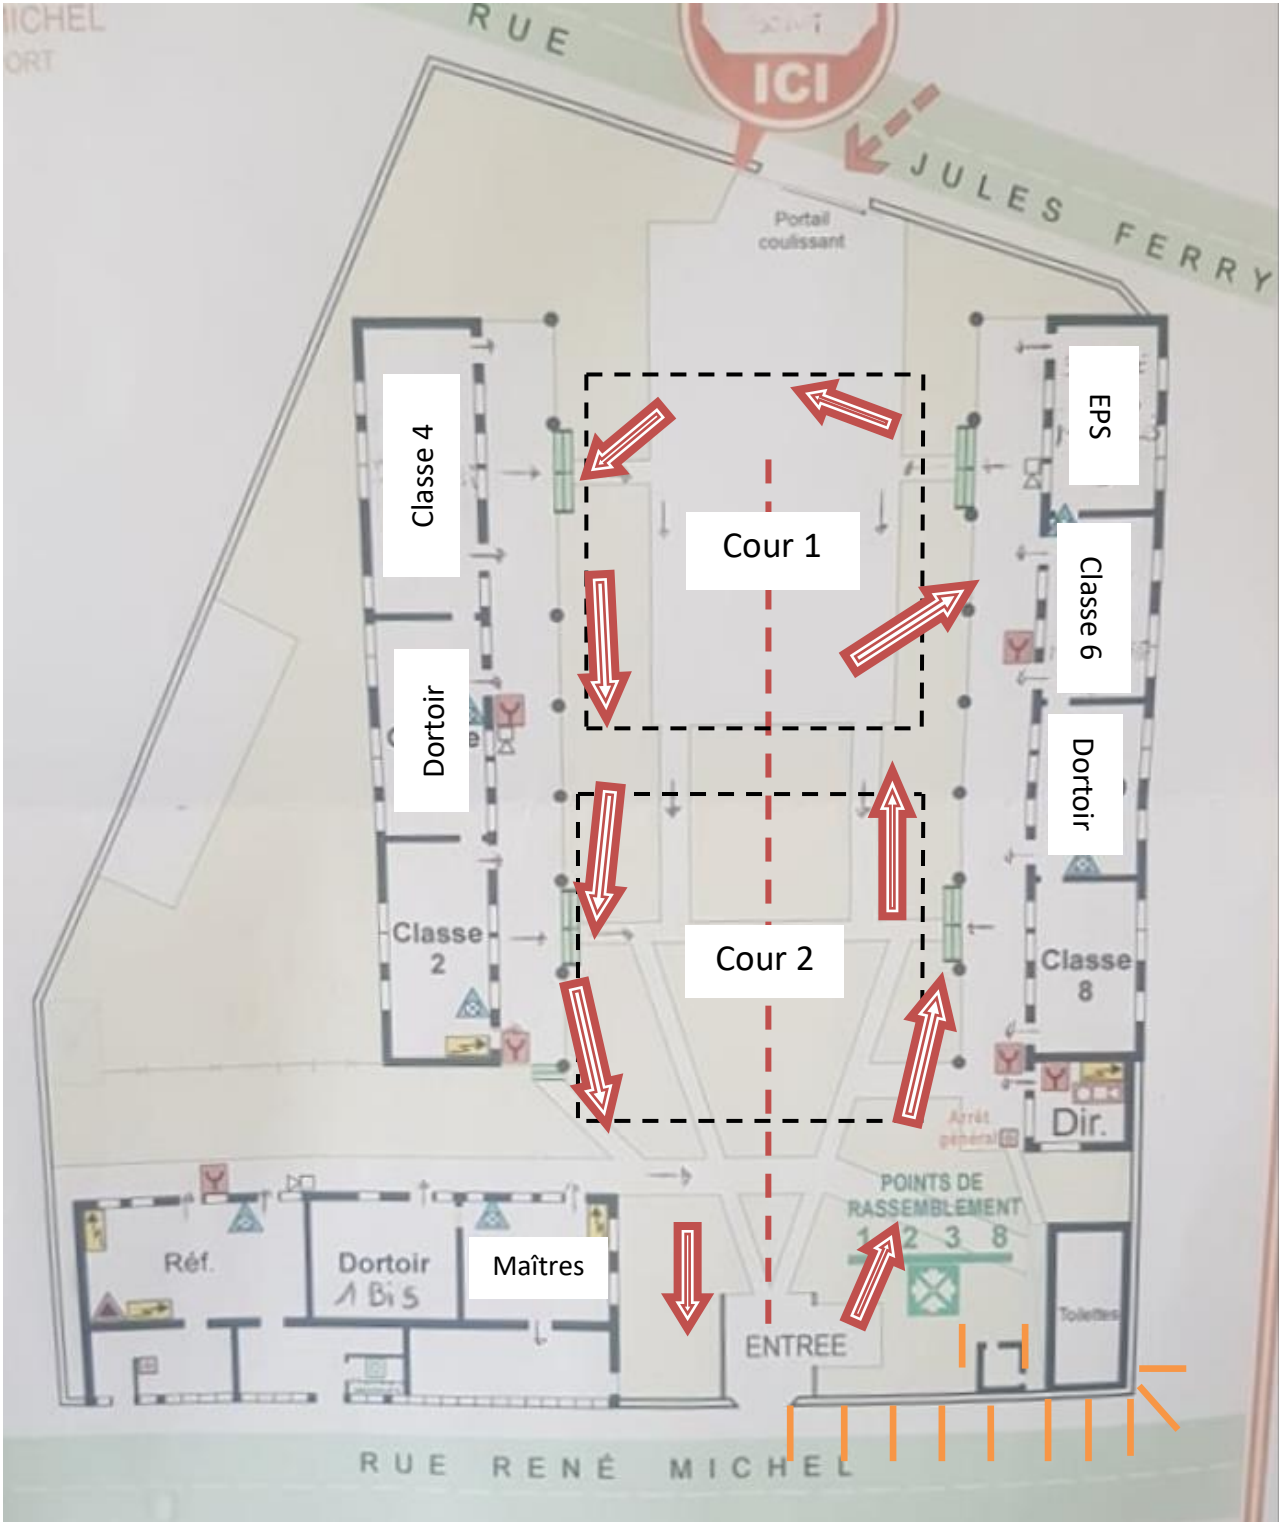 MICHEL
ORT
RUE
ICI
JULES FERRY
Portail
coulissant
EPS
Classe 4
Cour 1
Classe 6
Dortoir
Dortoir
Classe
2
Cour 2
Classe
8
Arrêt
général
Dir.
POINTS DE
RASSEMBLEMENT
1 2 3 8
Réf.
Dortoir
1 Bis
Maîtres
Toilettes
ENTREE
RUE RENÉ MICHEL